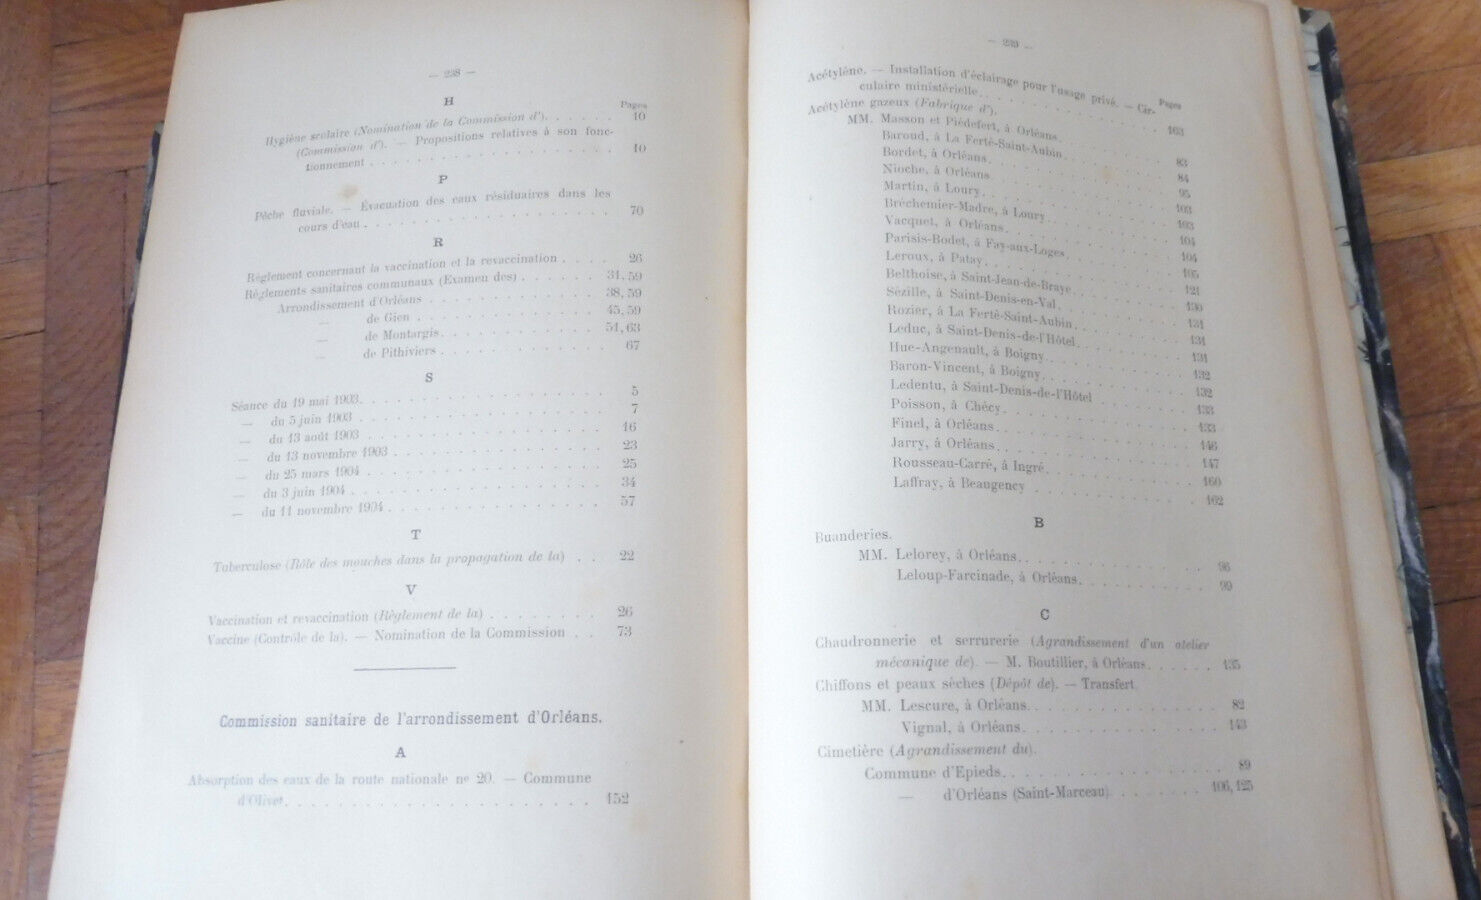 — 238 —
H
Pages
Hygiène scolaire (Nomination de la Commission d'). . . . . . 10
(Commission d'). — Propositions relatives à son fonc-
tionnement . . . . . . . . . . . . . . . . 10
P
Pêche fluviale. — Évacuation des eaux résiduaires dans les
cours d'eau . . . . . . . . . . . . . . . . 70
R
Règlement concernant la vaccination et la revaccination . . . . 26
Règlements sanitaires communaux (Examen des) . . . . . . 31, 59
Arrondissement d'Orléans . . . . . . . . . . . 38, 59
— de Gien . . . . . . . . . . . . 45, 59
— de Montargis. . . . . . . . . . . 51, 63
— de Pithiviers . . . . . . . . . . . 67
S
Séance du 19 mai 1903. . . . . . . . . . . . . . 5
— du 5 juin 1903 . . . . . . . . . . . . . . 7
— du 13 août 1903 . . . . . . . . . . . . . 16
— du 13 novembre 1903 . . . . . . . . . . . . 23
— du 25 mars 1904 . . . . . . . . . . . . . 25
— du 3 juin 1904 . . . . . . . . . . . . . . 34
— du 11 novembre 1904 . . . . . . . . . . . . 57
T
Tuberculose (Rôle des mouches dans la propagation de la) . . 22
V
Vaccination et revaccination (Règlement de la) . . . . . . . 26
Vaccine (Contrôle de la). — Nomination de la Commission . . 73
Commission sanitaire de l'arrondissement d'Orléans.
A
Absorption des eaux de la route nationale no 20. — Commune
d'Olivet. . . . . . . . . . . . . . . . . . 152
— 239 —
Pages
Acétylène. — Installation d'éclairage pour l'usage privé. — Cir-
culaire ministérielle. . . . . . . . . . . . . 163
Acétylène gazeux (Fabrique d').
MM. Masson et Piédefert, à Orléans. . . . . . . . 83
Baroud, à La Ferté-Saint-Aubin . . . . . . . 84
Bordet, à Orléans . . . . . . . . . . . . 95
Nioche, à Orléans . . . . . . . . . . . . 103
Martin, à Loury . . . . . . . . . . . . . 103
Bréchemier-Madre, à Loury . . . . . . . . . 104
Vacquet, à Orléans . . . . . . . . . . . . 104
Parisis-Bodet, à Fay-aux-Loges . . . . . . . . 105
Leroux, à Patay . . . . . . . . . . . . . 121
Belthoise, à Saint-Jean-de-Braye . . . . . . . 130
Sézille, à Saint-Denis-en-Val . . . . . . . . . 131
Rozier, à La Ferté-Saint-Aubin . . . . . . . . 131
Leduc, à Saint-Denis-de-l'Hôtel . . . . . . . . 131
Hue-Angenault, à Boigny . . . . . . . . . . 132
Baron-Vincent, à Boigny . . . . . . . . . . 132
Ledentu, à Saint-Denis-de-l'Hôtel . . . . . . . 133
Poisson, à Chécy . . . . . . . . . . . . . 133
Finel, à Orléans . . . . . . . . . . . . . 146
Jarry, à Orléans . . . . . . . . . . . . . 147
Rousseau-Carré, à Ingré . . . . . . . . . . 160
Laffray, à Beaugency . . . . . . . . . . . 162
B
Buanderies.
MM. Lelorey, à Orléans. . . . . . . . . . . . 96
Leloup-Farcinade, à Orléans. . . . . . . . . 99
C
Chaudronnerie et serrurerie (Agrandissement d'un atelier
mécanique de). — M. Boutillier, à Orléans. . . . . . 135
Chiffons et peaux sèches (Dépôt de). — Transfert.
MM. Lescure, à Orléans. . . . . . . . . . . . 82
Vignal, à Orléans. . . . . . . . . . . . . 143
Cimetière (Agrandissement du).
Commune d'Epieds. . . . . . . . . . . . . . 89
— d'Orléans (Saint-Marceau). . . . . . . 106, 125